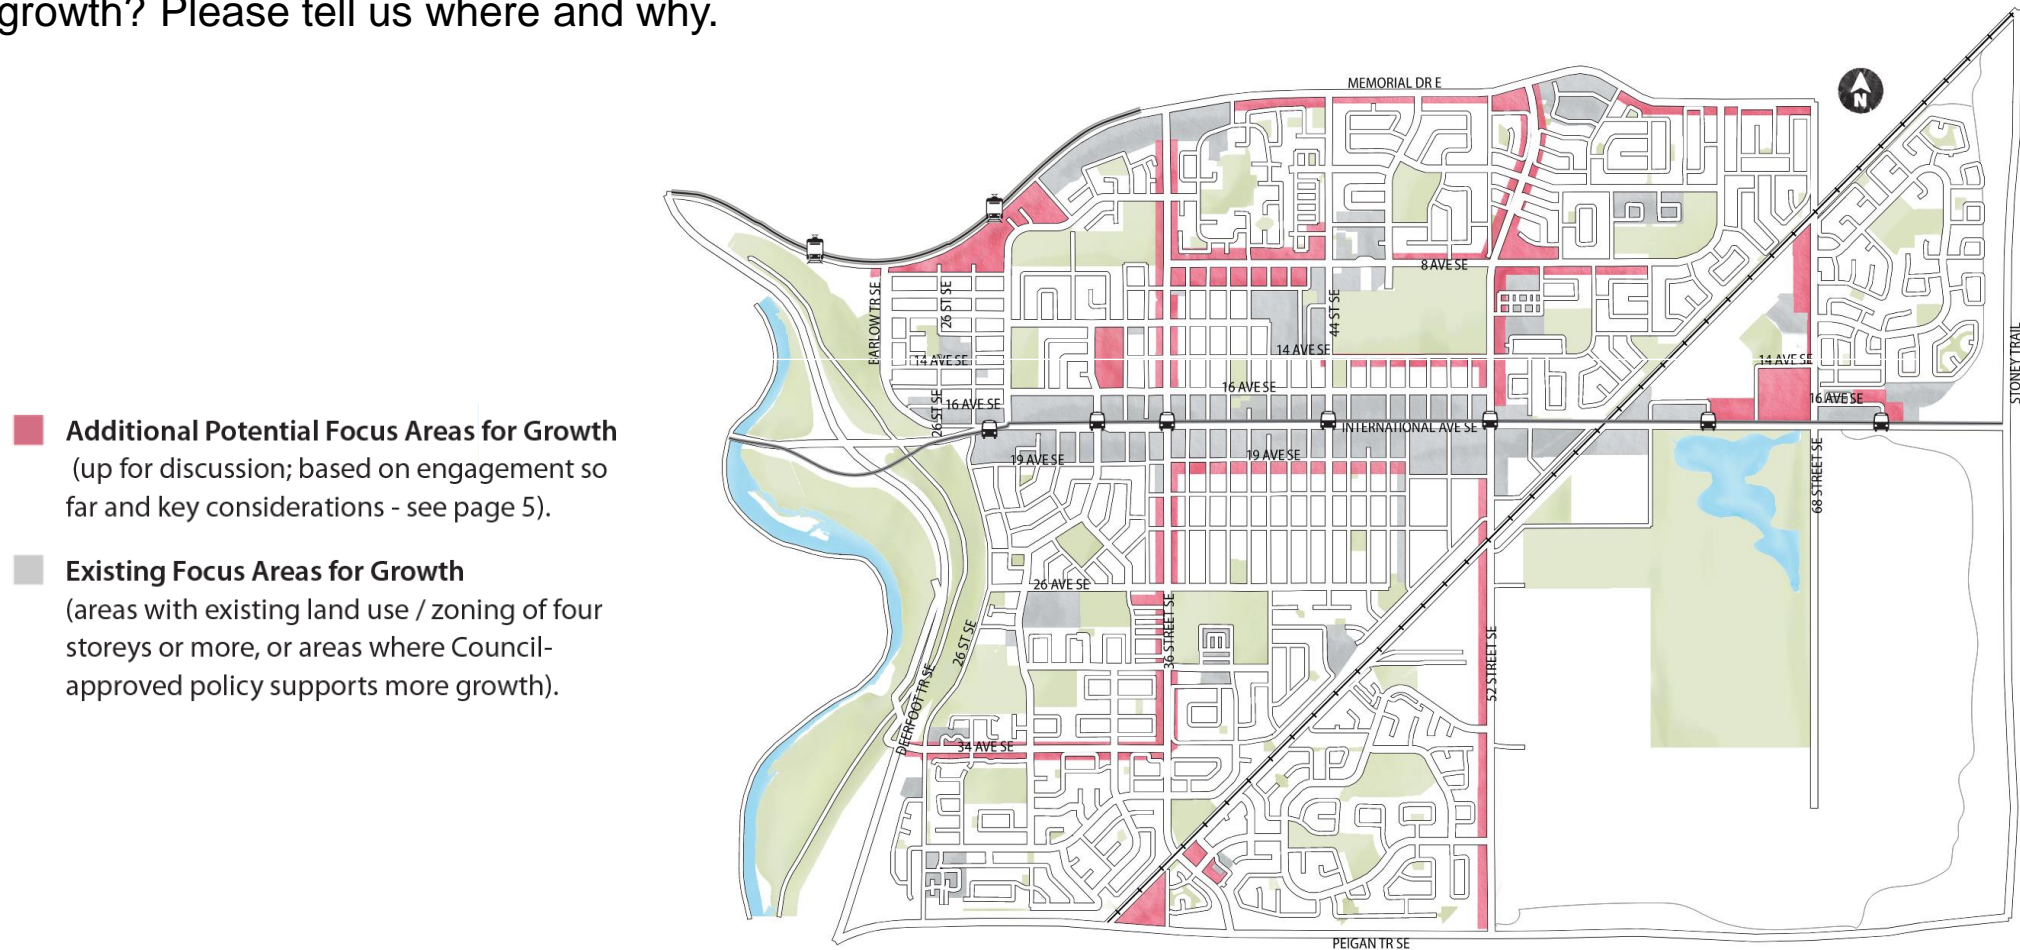 growth? Please tell us where and why.
MEMORIAL DR E
N
8 AVE SE
BARLOW TR SE
26 ST SE
44 ST SE
14 AVE SE
14 AVE SE
14 AVE SE
STONEY TRAIL
16 AVE SE
26 ST SE
16 AVE SE
16 AVE SE
INTERNATIONAL AVE SE
19 AVE SE
19 AVE SE
68 STREET SE
26 AVE SE
36 STREET SE
26 ST SE
52 STREET SE
DEERFOOT TR SE
34 AVE SE
PEIGAN TR SE
Additional Potential Focus Areas for Growth
(up for discussion; based on engagement so
far and key considerations - see page 5).
Existing Focus Areas for Growth
(areas with existing land use / zoning of four
storeys or more, or areas where Council-
approved policy supports more growth).